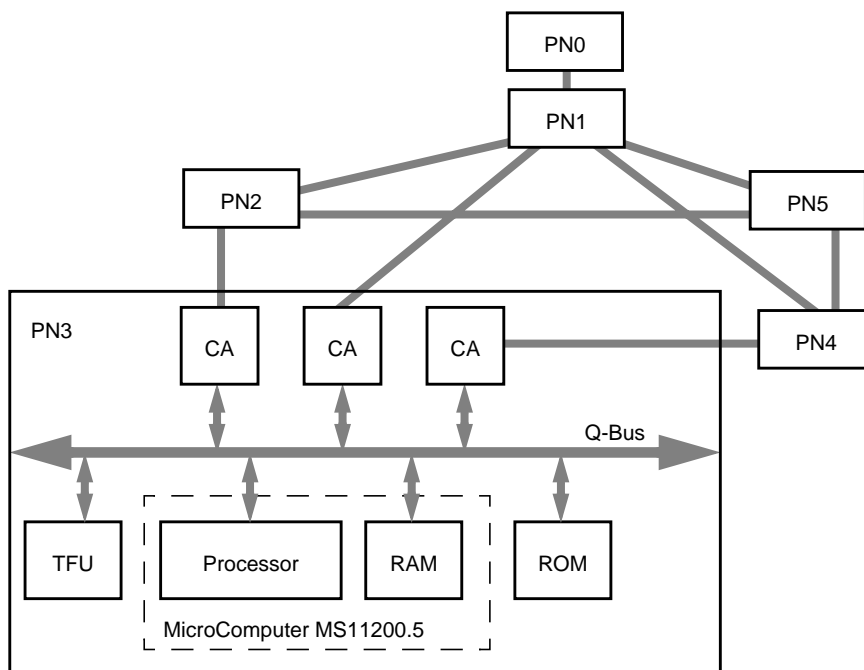 PN0
PN1
PN2
PN5
PN3
CA
CA
CA
PN4
Q-Bus
TFU
Processor
RAM
ROM
MicroComputer MS11200.5